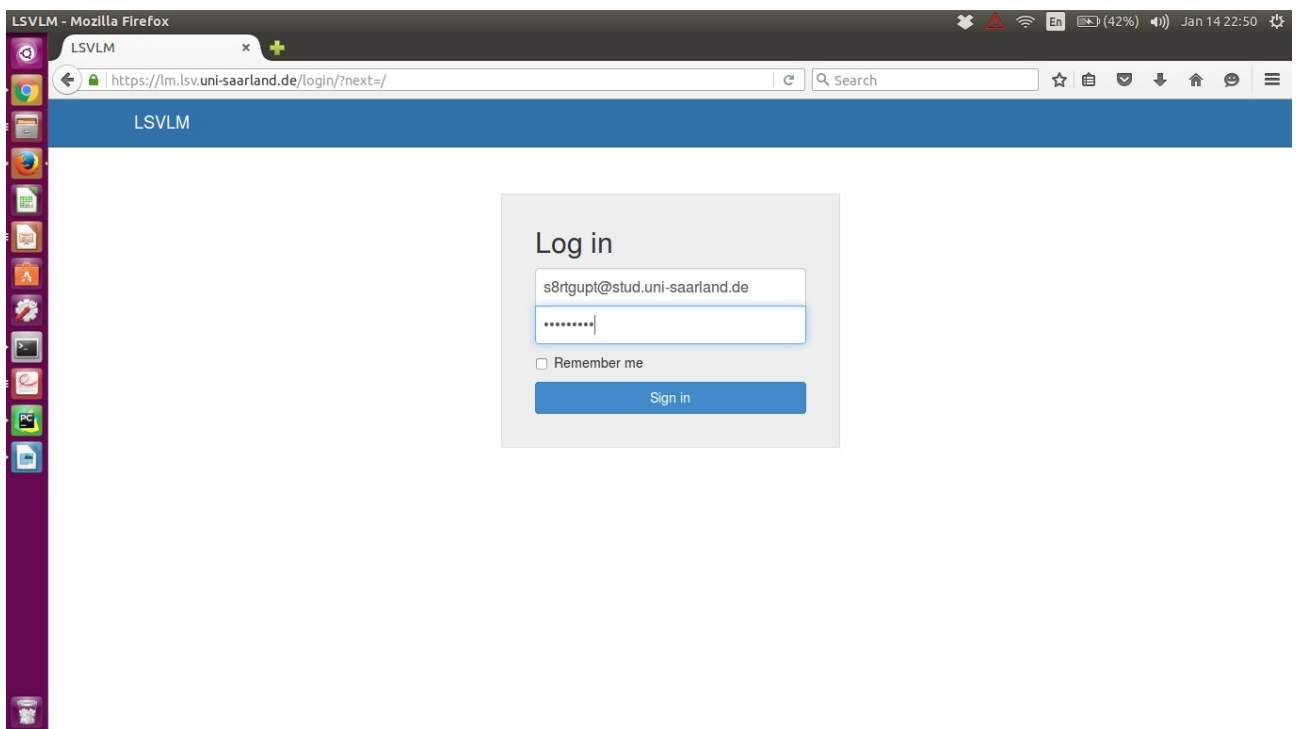 LSVLM - Mozilla Firefox
En (42%) Jan 14 22:50
LSVLM
https://lm.lsv.uni-saarland.de/login/?next=/
Search
LSVLM
Log in
s8rtgupt@stud.uni-saarland.de
•••••••••
Remember me
Sign in
PC